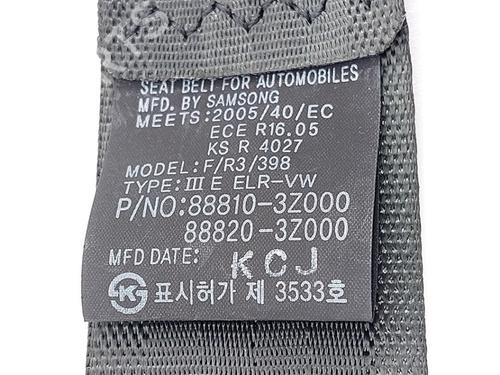 SEAT BELT FOR AUTOMOBILES
MFD. BY SAMSONG
MEETS: 2005/40/EC
ECE R16.05
KS R 4027
MODEL: F/R3/398
TYPE: III E ELR-VW
P/NO: 88810-3Z000
88820-3Z000
MFD DATE: KCJ
표시허가 제 3533호